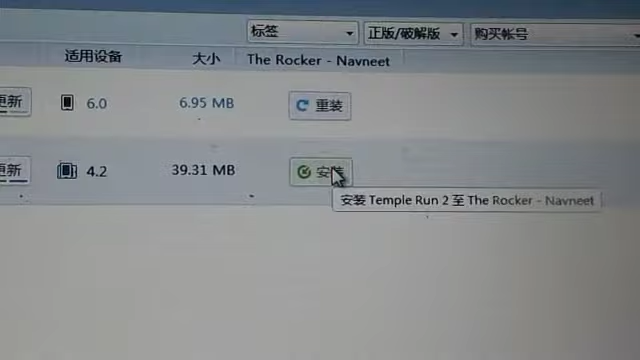 标签 正版/破解版 购买帐号
适用设备 大小 The Rocker - Navneet
更新 6.0 6.95 MB 重装
更新 4.2 39.31 MB 安装
安装 Temple Run 2 至 The Rocker - Navneet